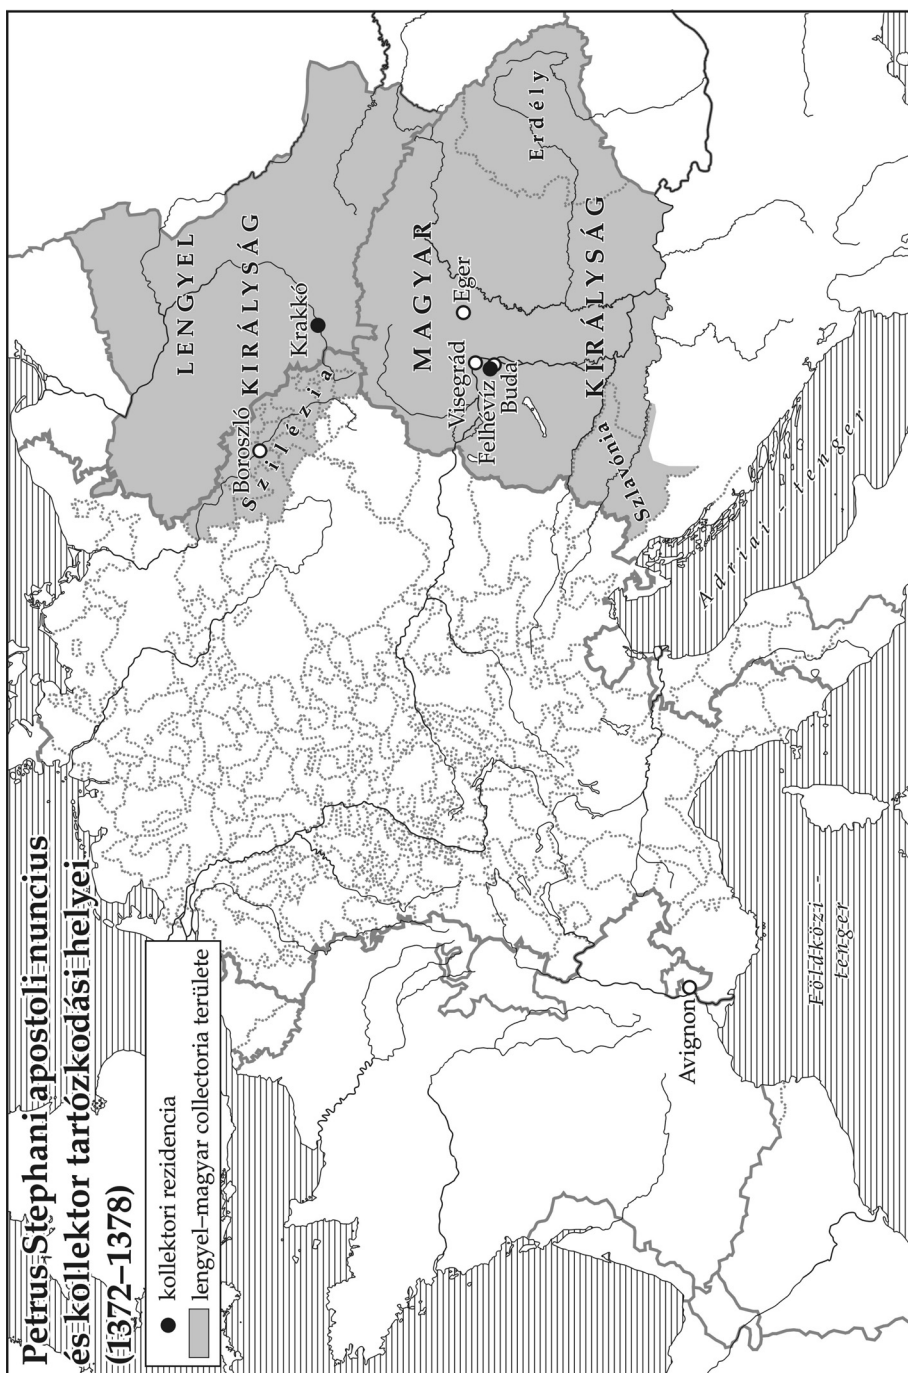 Petrus Stephani apostoli nuncius
és kollektor tartózkodási helyei
(1372–1378)
kollektori rezidencia
lengyel–magyar collectoria területe
LENGYEL
KIRÁLYSÁG
Krakkó
Boroszló
Szilézia
MAGYAR
KIRÁLYSÁG
Erdély
Eger
Visegrád
Felhévíz
Buda
Szlavónia
Adriai-tenger
Avignon
Földközi-
tenger